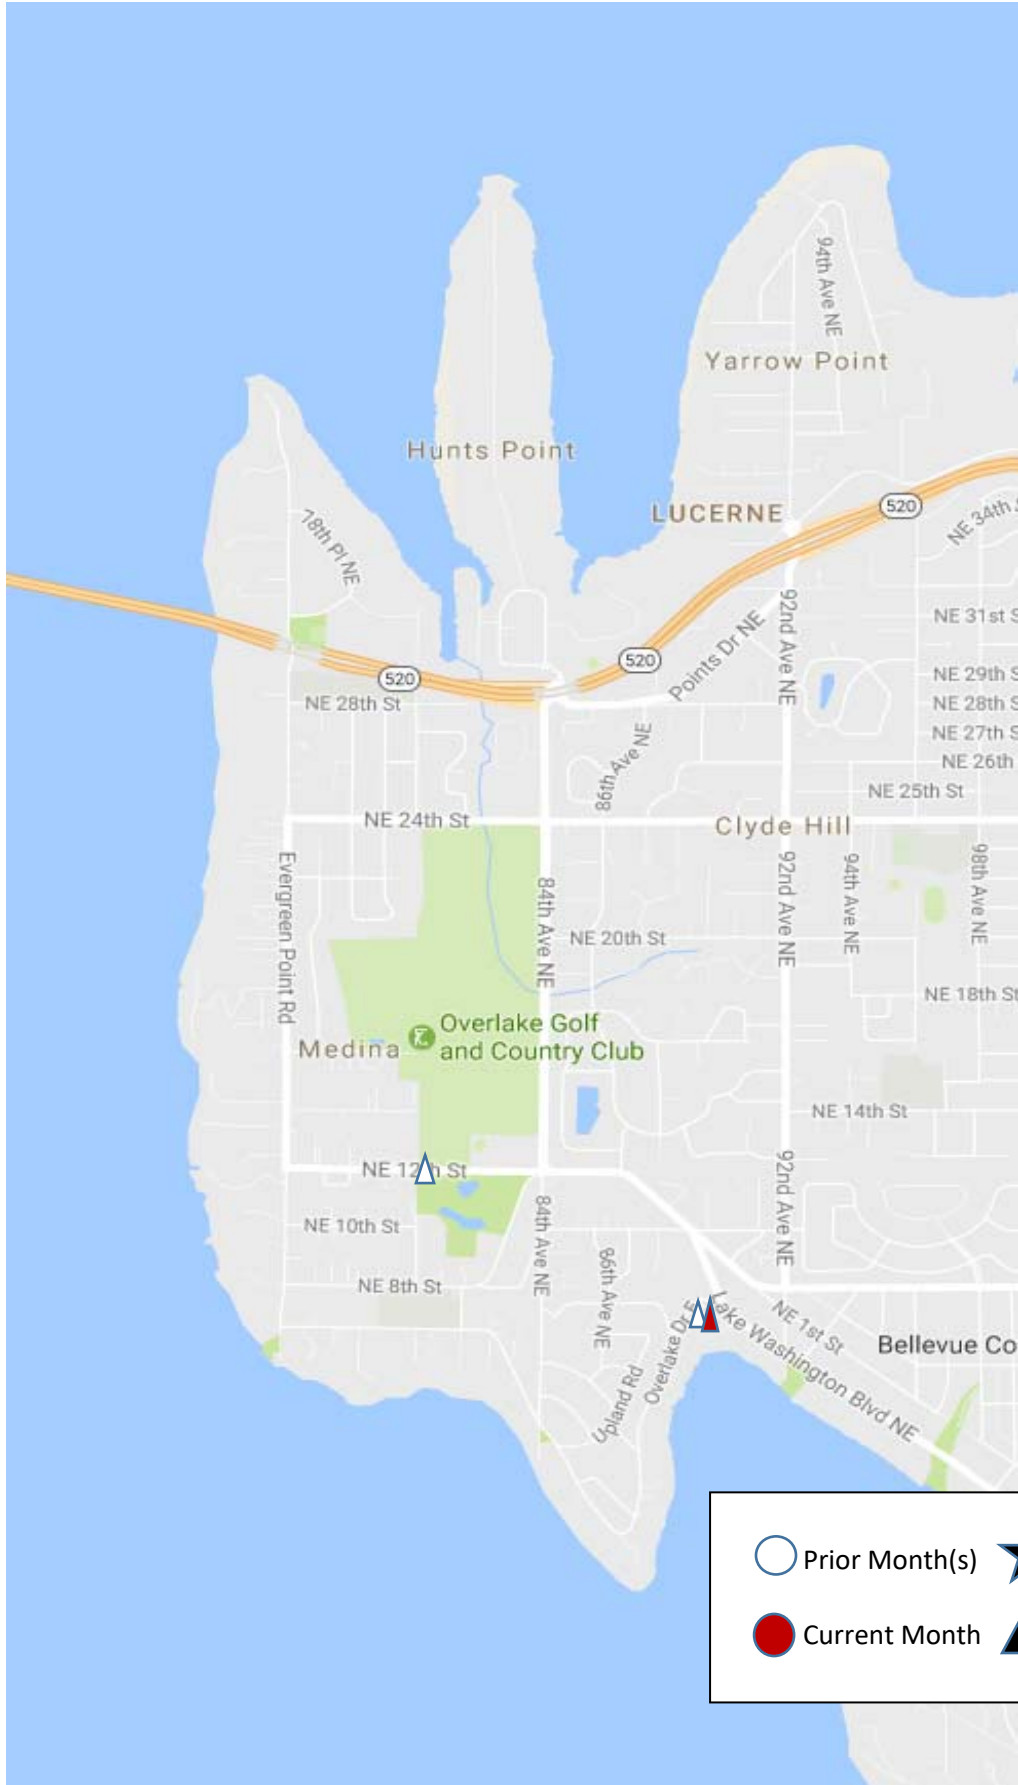 94th Ave NE
Yarrow Point
Hunts Point
LUCERNE
520
NE 34th
78th Pl NE
92nd Ave NE
NE 31st S
Points Dr NE
520
520
NE 29th S
NE 28th St
NE 28th S
86th Ave NE
NE 27th S
NE 26th
NE 25th St
NE 24th St
Clyde Hill
Evergreen Point Rd
84th Ave NE
92nd Ave NE
94th Ave NE
98th Ave NE
NE 20th St
NE 18th St
Overlake Golf
and Country Club
Medina
NE 14th St
NE 12th St
92nd Ave NE
84th Ave NE
NE 10th St
86th Ave NE
NE 8th St
Overlake Dr E
Lake Washington Blvd NE
NE 1st St
Bellevue Co
Upland Rd
Prior Month(s)
Current Month